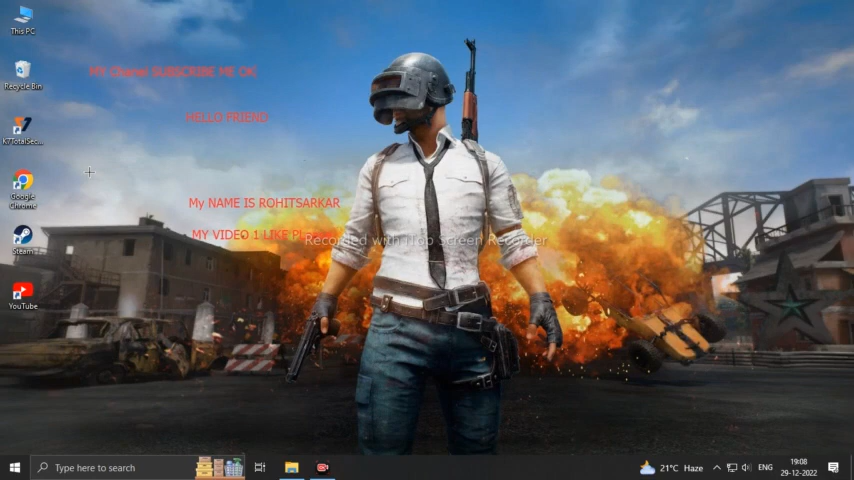 This PC
Recycle Bin
K7TotalSec...
Google
Chrome
Steam
YouTube
MY Chanel SUBSCRIBE ME OK
HELLO FRIEND
My NAME IS ROHITSARKAR
MY VIDEO 1 LIKE
Recorded with iTop Screen Recorder
Type here to search
21°C Haze
ENG
19:08
29-12-2022